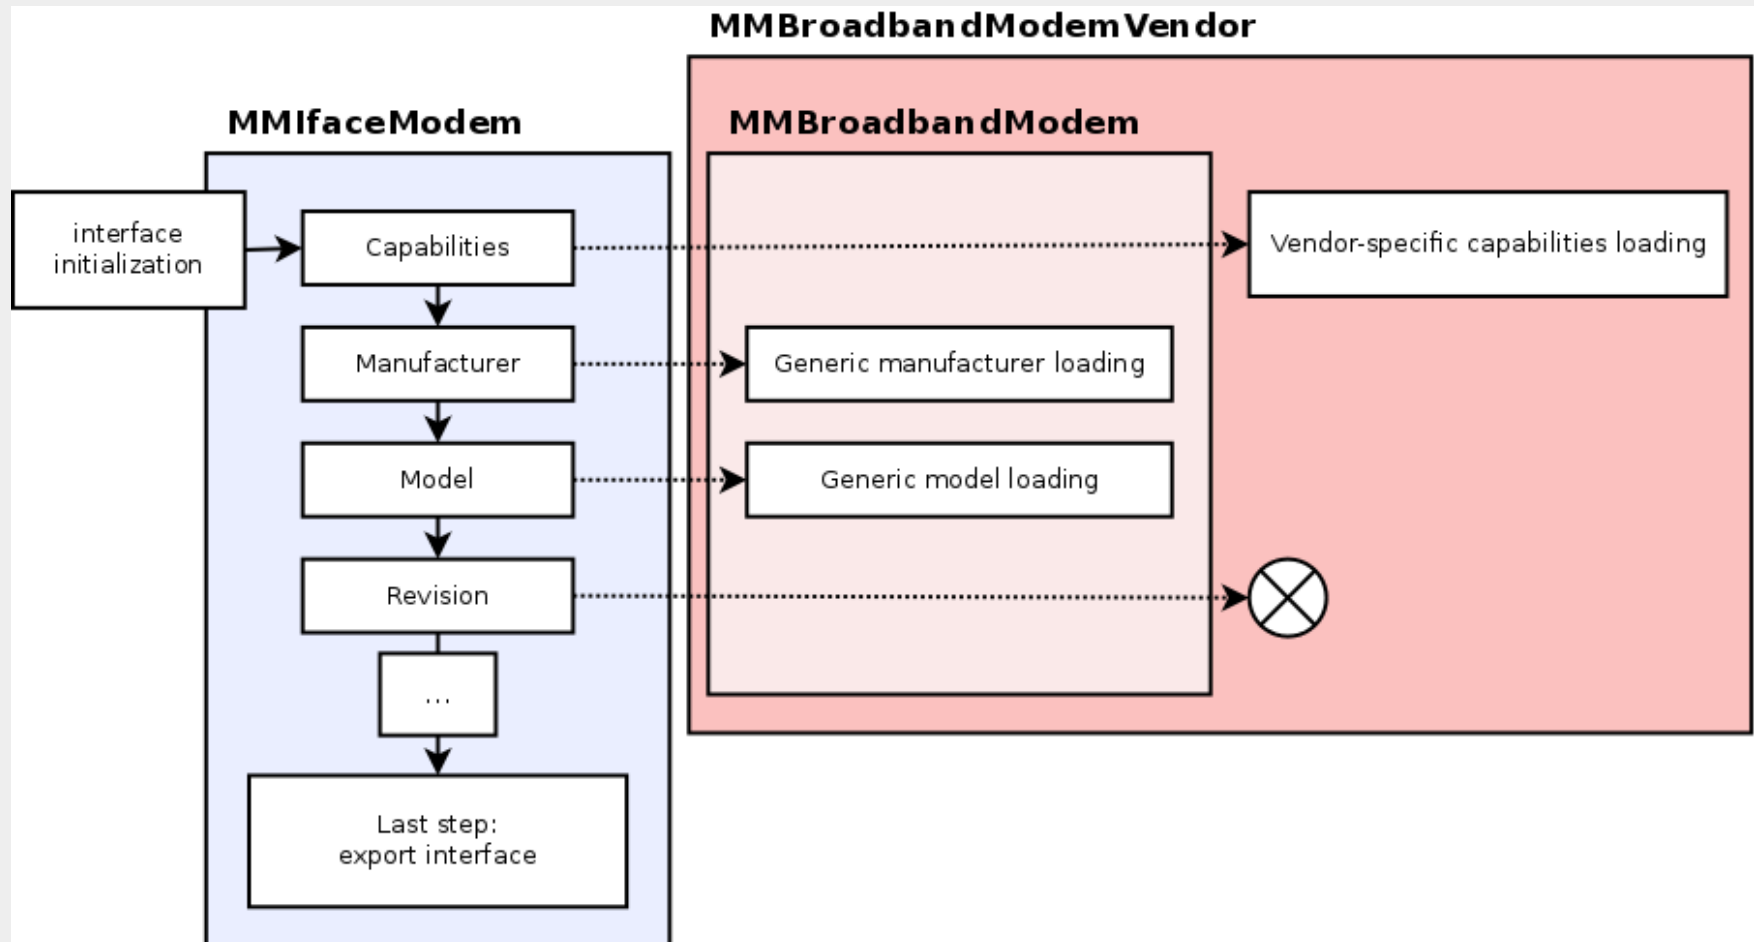 MMBroadbandModemVendor
MMIfaceModem
MMBroadbandModem
interface
initialization
Capabilities
Vendor-specific capabilities loading
Manufacturer
Generic manufacturer loading
Model
Generic model loading
Revision
...
Last step:
export interface